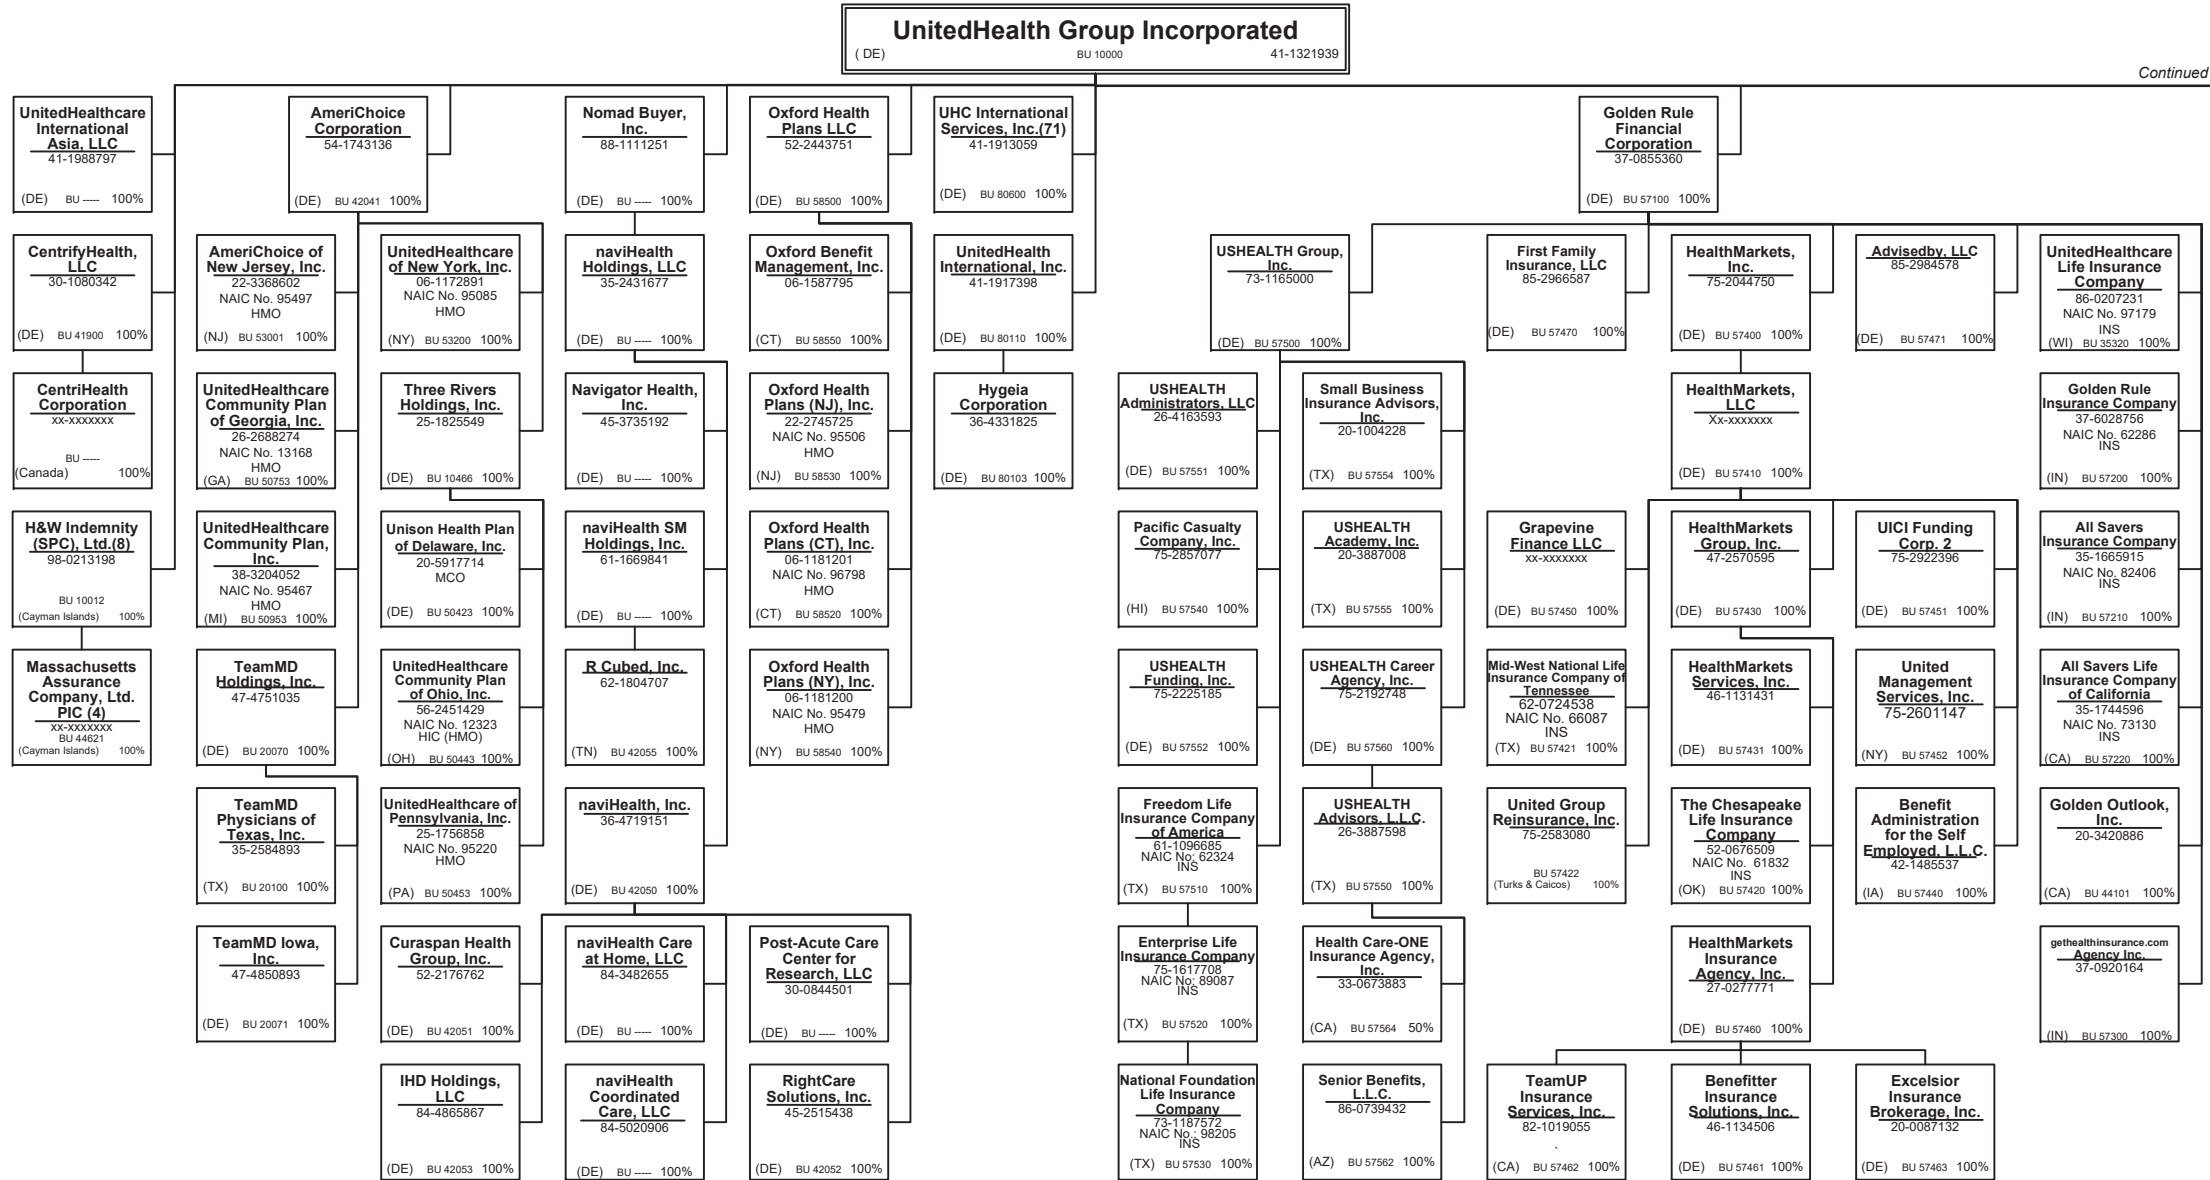 UnitedHealth Group Incorporated
( DE) BU 10000 41-1321939
Continued
UnitedHealthcare
International
Asia, LLC
41-1988797
(DE) BU ----- 100%
AmeriChoice
Corporation
54-1743136
(DE) BU 42041 100%
Nomad Buyer,
Inc.
88-1111251
(DE) BU ----- 100%
Oxford Health
Plans LLC
52-2443751
(DE) BU 58500 100%
UHC International
Services, Inc.(71)
41-1913059
(DE) BU 80600 100%
Golden Rule
Financial
Corporation
37-0855360
(DE) BU 57100 100%
CentrifyHealth,
LLC
30-1080342
(DE) BU 41900 100%
AmeriChoice of
New Jersey, Inc.
22-3368602
NAIC No. 95497
HMO
(NJ) BU 53001 100%
UnitedHealthcare
of New York, Inc.
06-1172891
NAIC No. 95085
HMO
(NY) BU 53200 100%
naviHealth
Holdings, LLC
35-2431677
(DE) BU ----- 100%
Oxford Benefit
Management, Inc.
06-1587795
(CT) BU 58550 100%
UnitedHealth
International, Inc.
41-1917398
(DE) BU 80110 100%
USHEALTH Group,
Inc.
73-1165000
(DE) BU 57500 100%
First Family
Insurance, LLC
85-2966587
(DE) BU 57470 100%
HealthMarkets,
Inc.
75-2044750
(DE) BU 57400 100%
Advisedby, LLC
85-2984578
(DE) BU 57471 100%
UnitedHealthcare
Life Insurance
Company
86-0207231
NAIC No. 97179
INS
(WI) BU 35320 100%
CentriHealth
Corporation
xx-xxxxxxx
BU -----
(Canada) 100%
UnitedHealthcare
Community Plan
of Georgia, Inc.
26-2688274
NAIC No. 13168
HMO
(GA) BU 50753 100%
Three Rivers
Holdings, Inc.
25-1825549
(DE) BU 10466 100%
Navigator Health,
Inc.
45-3735192
(DE) BU ----- 100%
Oxford Health
Plans (NJ), Inc.
22-2745725
NAIC No. 95506
HMO
(NJ) BU 58530 100%
Hygeia
Corporation
36-4331825
(DE) BU 80103 100%
USHEALTH
Administrators, LLC
26-4163593
(DE) BU 57551 100%
Small Business
Insurance Advisors,
Inc.
20-1004228
(TX) BU 57554 100%
HealthMarkets,
LLC
Xx-xxxxxxx
(DE) BU 57410 100%
Golden Rule
Insurance Company
37-6028756
NAIC No. 62286
INS
(IN) BU 57200 100%
H&W Indemnity
(SPC), Ltd.(8)
98-0213198
BU 10012
(Cayman Islands) 100%
UnitedHealthcare
Community Plan,
Inc.
38-3204052
NAIC No. 95467
HMO
(MI) BU 50953 100%
Unison Health Plan
of Delaware, Inc.
20-5917714
MCO
(DE) BU 50423 100%
naviHealth SM
Holdings, Inc.
61-1669841
(DE) BU ----- 100%
Oxford Health
Plans (CT), Inc.
06-1181201
NAIC No. 96798
HMO
(CT) BU 58520 100%
Pacific Casualty
Company, Inc.
75-2857077
(HI) BU 57540 100%
USHEALTH
Academy, Inc.
20-3887008
(TX) BU 57555 100%
Grapevine
Finance LLC
xx-xxxxxxx
(DE) BU 57450 100%
HealthMarkets
Group, Inc.
47-2570595
(DE) BU 57430 100%
UICI Funding
Corp. 2
75-2922396
(DE) BU 57451 100%
All Savers
Insurance Company
35-1665915
NAIC No. 82406
INS
(IN) BU 57210 100%
Massachusetts
Assurance
Company, Ltd.
PIC (4)
xx-xxxxxxx
BU 44621
(Cayman Islands) 100%
TeamMD
Holdings, Inc.
47-4751035
(DE) BU 20070 100%
UnitedHealthcare
Community Plan
of Ohio, Inc.
56-2451429
NAIC No. 12323
HIC (HMO)
(OH) BU 50443 100%
R Cubed, Inc.
62-1804707
(TN) BU 42055 100%
Oxford Health
Plans (NY), Inc.
06-1181200
NAIC No. 95479
HMO
(NY) BU 58540 100%
USHEALTH
Funding, Inc.
75-2225185
(DE) BU 57552 100%
USHEALTH Career
Agency, Inc.
75-2192748
(DE) BU 57560 100%
Mid-West National Life
Insurance Company of
Tennessee
62-0724538
NAIC No. 66087
INS
(TX) BU 57421 100%
HealthMarkets
Services, Inc.
46-1131431
(DE) BU 57431 100%
United
Management
Services, Inc.
75-2601147
(NY) BU 57452 100%
All Savers Life
Insurance Company
of California
35-1744596
NAIC No. 73130
INS
(CA) BU 57220 100%
TeamMD
Physicians of
Texas, Inc.
35-2584893
(TX) BU 20100 100%
UnitedHealthcare of
Pennsylvania, Inc.
25-1756858
NAIC No. 95220
HMO
(PA) BU 50453 100%
naviHealth, Inc.
36-4719151
(DE) BU 42050 100%
Freedom Life
Insurance Company
of America
61-1096685
NAIC No: 62324
INS
(TX) BU 57510 100%
USHEALTH
Advisors, L.L.C.
26-3887598
(TX) BU 57550 100%
United Group
Reinsurance, Inc.
75-2583080
BU 57422
(Turks & Caicos) 100%
The Chesapeake
Life Insurance
Company
52-0676509
NAIC No. 61832
INS
(OK) BU 57420 100%
Benefit
Administration
for the Self
Employed, L.L.C.
42-1485537
(IA) BU 57440 100%
Golden Outlook,
Inc.
20-3420886
(CA) BU 44101 100%
TeamMD Iowa,
Inc.
47-4850893
(DE) BU 20071 100%
Curaspan Health
Group, Inc.
52-2176762
(DE) BU 42051 100%
naviHealth Care
at Home, LLC
84-3482655
(DE) BU ----- 100%
Post-Acute Care
Center for
Research, LLC
30-0844501
(DE) BU ----- 100%
Enterprise Life
Insurance Company
75-1617708
NAIC No: 89087
INS
(TX) BU 57520 100%
Health Care-ONE
Insurance Agency,
Inc.
33-0673883
(CA) BU 57564 50%
HealthMarkets
Insurance
Agency, Inc.
27-0277771
(DE) BU 57460 100%
gethealthinsurance.com
Agency Inc.
37-0920164
(IN) BU 57300 100%
IHD Holdings,
LLC
84-4865867
(DE) BU 42053 100%
naviHealth
Coordinated
Care, LLC
84-5020906
(DE) BU ----- 100%
RightCare
Solutions, Inc.
45-2515438
(DE) BU 42052 100%
National Foundation
Life Insurance
Company
73-1187572
NAIC No.: 98205
INS
(TX) BU 57530 100%
Senior Benefits,
L.L.C.
86-0739432
(AZ) BU 57562 100%
TeamUP
Insurance
Services, Inc.
82-1019055
(CA) BU 57462 100%
Benefitter
Insurance
Solutions, Inc.
46-1134506
(DE) BU 57461 100%
Excelsior
Insurance
Brokerage, Inc.
20-0087132
(DE) BU 57463 100%